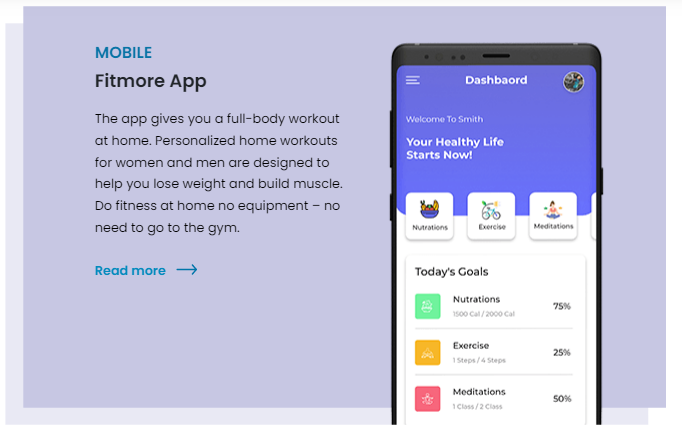 MOBILE
Fitmore App
The app gives you a full-body workout
at home. Personalized home workouts
for women and men are designed to
help you lose weight and build muscle.
Do fitness at home no equipment – no
need to go to the gym.
Read more
Dashbaord
Welcome To Smith
Your Healthy Life
Starts Now!
Nutrations
Exercise
Meditations
Today's Goals
Nutrations
1500 Cal / 2000 Cal
75%
Exercise
1 Steps / 4 Steps
25%
Meditations
1 Class / 2 Class
50%